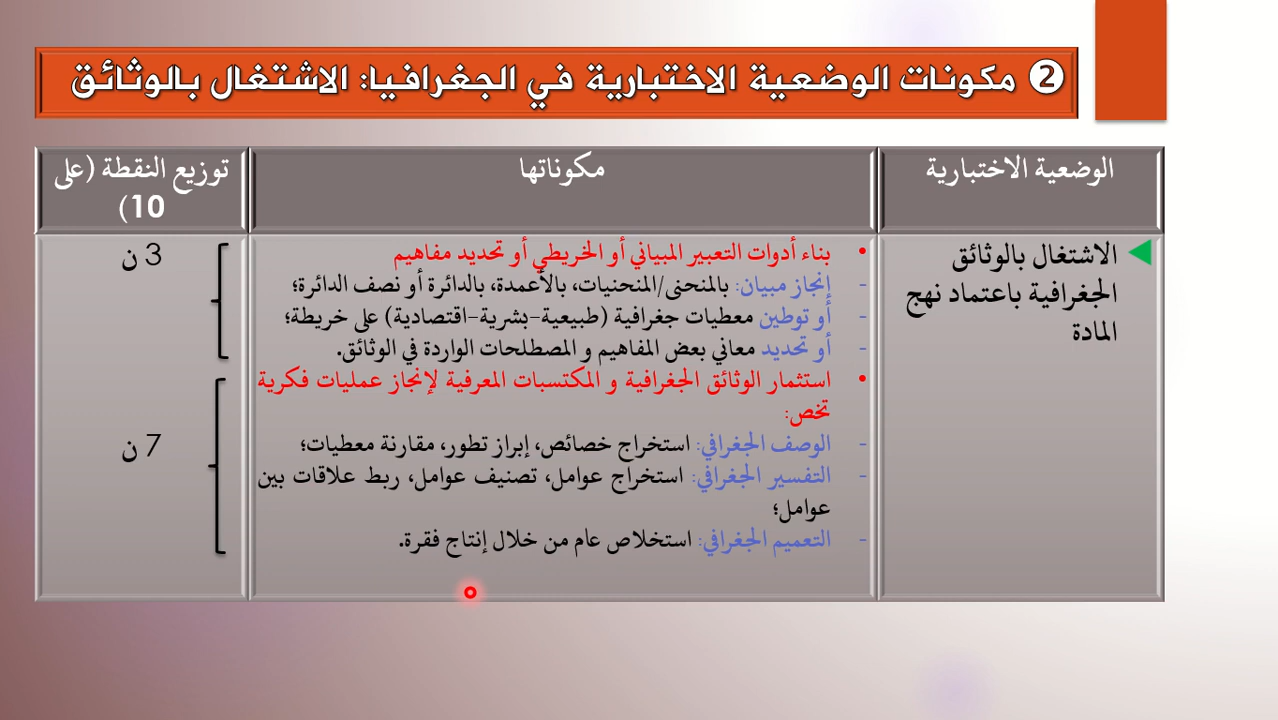 ❷ مكونات الوضعية الاختبارية في الجغرافيا: الاشتغال بالوثائق
الوضعية الاختبارية
مكوناتها
توزيع النقطة (على
10)
الاشتغال بالوثائق
الجغرافية باعتماد نهج
المادة
• بناء أدوات التعبير المبياني أو الخريطي أو تحديد مفاهيم
- إنجاز مبيان: بالمنحنى/المنحنيات، بالأعمدة، بالدائرة أو نصف الدائرة؛
- أو توطين معطيات جغرافية (طبيعية-بشرية-اقتصادية) على خريطة؛
- أو تحديد معاني بعض المفاهيم و المصطلحات الواردة في الوثائق.
• استثمار الوثائق الجغرافية و المكتسبات المعرفية لإنجاز عمليات فكرية
تخص:
- الوصف الجغرافي: استخراج خصائص، إبراز تطور، مقارنة معطيات؛
- التفسير الجغرافي: استخراج عوامل، تصنيف عوامل، ربط علاقات بين
عوامل؛
- التعميم الجغرافي: استخلاص عام من خلال إنتاج فقرة.
3 ن
7 ن